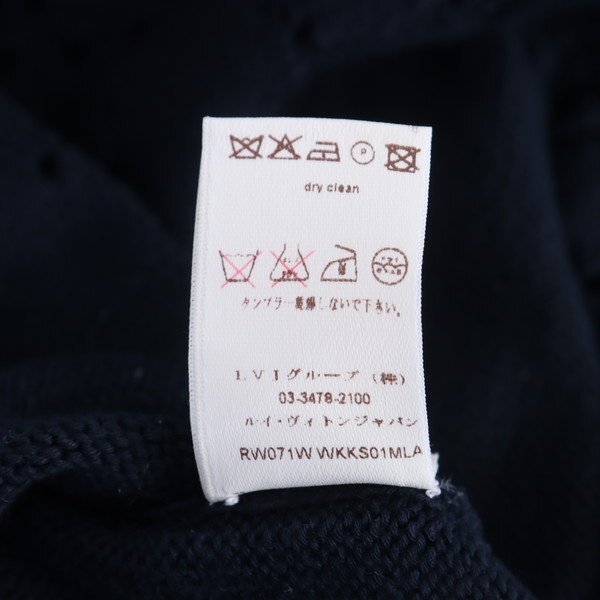 P
dry clean
タンブラー乾燥しないで下さい。
LVJグループ(株)
03-3478-2100
ルイ・ヴィトンジャパン
RW071W WKKS01MLA